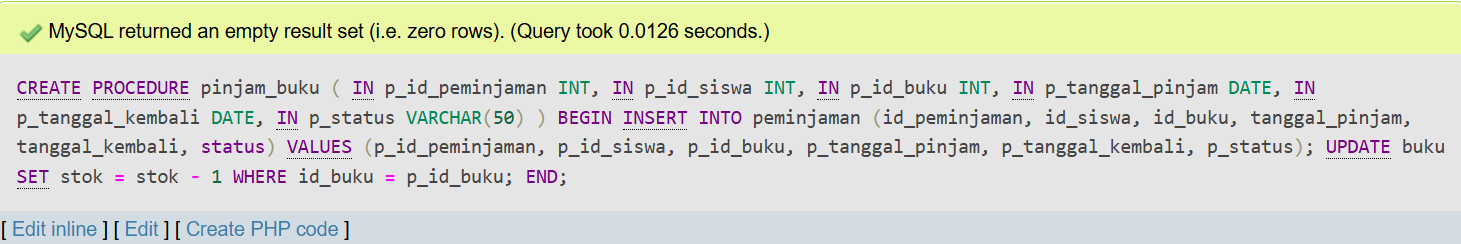 MySQL returned an empty result set (i.e. zero rows). (Query took 0.0126 seconds.)
CREATE PROCEDURE pinjam_buku ( IN p_id_peminjaman INT, IN p_id_siswa INT, IN p_id_buku INT, IN p_tanggal_pinjam DATE, IN
p_tanggal_kembali DATE, IN p_status VARCHAR(50) ) BEGIN INSERT INTO peminjaman (id_peminjaman, id_siswa, id_buku, tanggal_pinjam,
tanggal_kembali, status) VALUES (p_id_peminjaman, p_id_siswa, p_id_buku, p_tanggal_pinjam, p_tanggal_kembali, p_status); UPDATE buku
SET stok = stok - 1 WHERE id_buku = p_id_buku; END;
[ Edit inline ] [ Edit ] [ Create PHP code ]